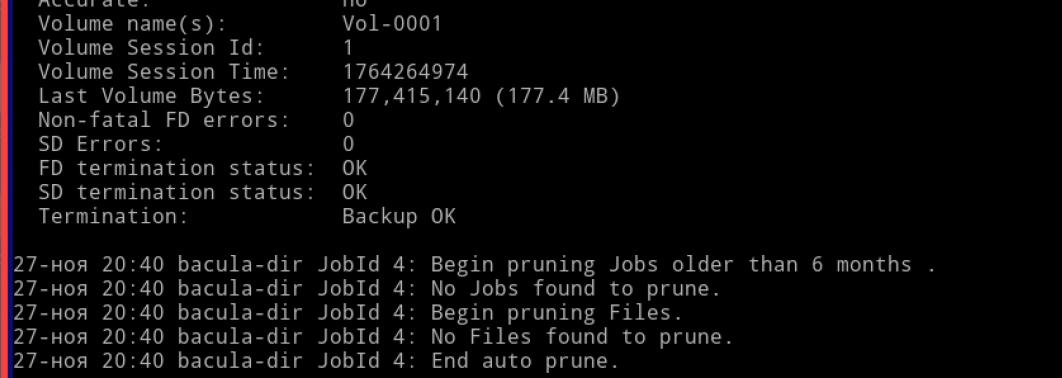 Accurate: no
Volume name(s): Vol-0001
Volume Session Id: 1
Volume Session Time: 1764264974
Last Volume Bytes: 177,415,140 (177.4 MB)
Non-fatal FD errors: 0
SD Errors: 0
FD termination status: OK
SD termination status: OK
Termination: Backup OK
27-ноя 20:40 bacula-dir JobId 4: Begin pruning Jobs older than 6 months .
27-ноя 20:40 bacula-dir JobId 4: No Jobs found to prune.
27-ноя 20:40 bacula-dir JobId 4: Begin pruning Files.
27-ноя 20:40 bacula-dir JobId 4: No Files found to prune.
27-ноя 20:40 bacula-dir JobId 4: End auto prune.